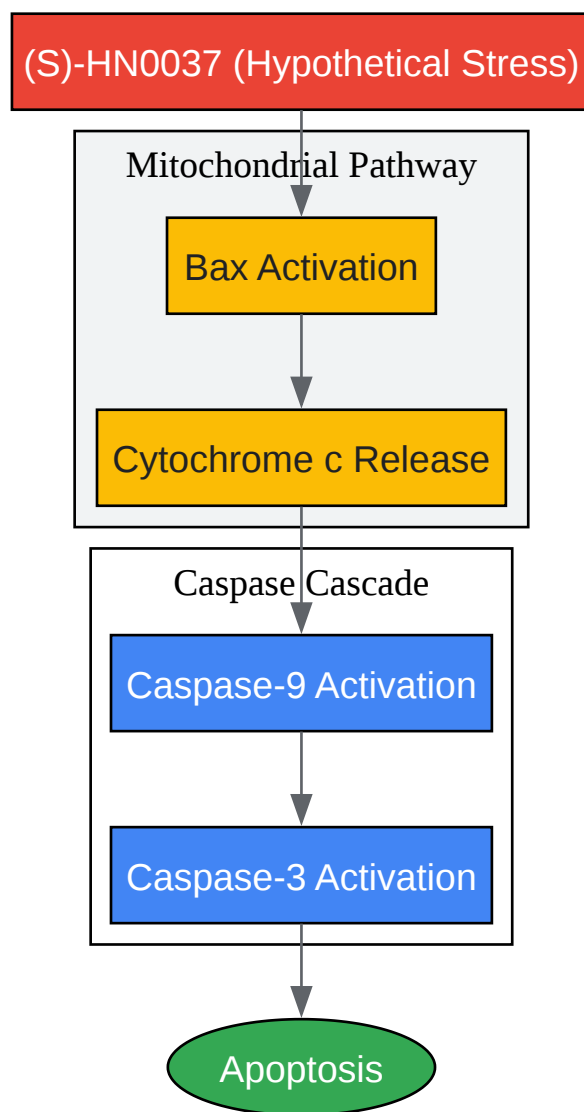 (S)-HN0037 (Hypothetical Stress)
Mitochondrial Pathway
Bax Activation
Cytochrome c Release
Caspase Cascade
Caspase-9 Activation
Caspase-3 Activation
Apoptosis